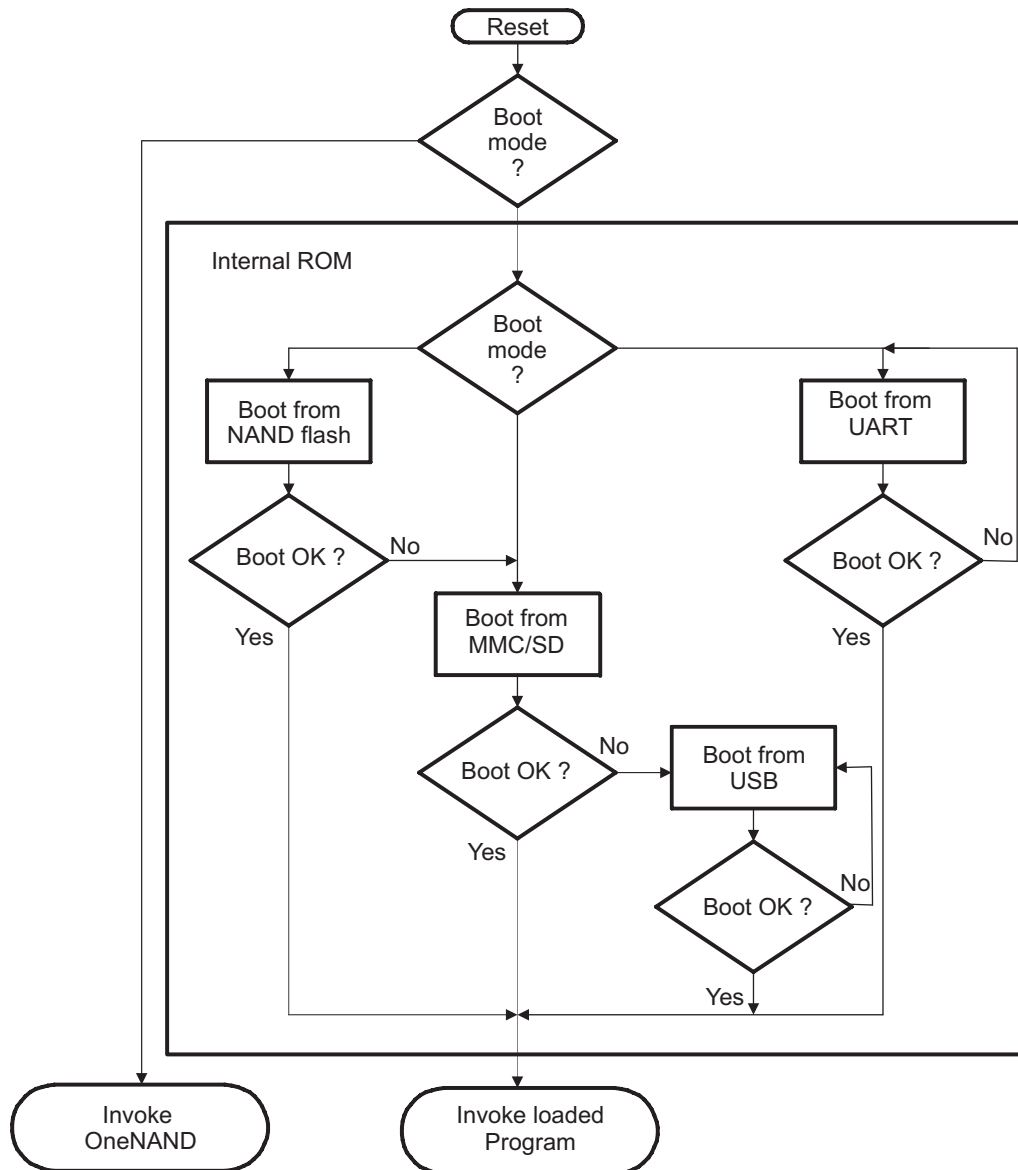 Reset
Boot
mode
?
Internal ROM
Boot
mode
?
Boot from
NAND flash
Boot from
UART
Boot OK ?
No
Yes
Boot OK ?
No
Yes
Boot from
MMC/SD
Boot OK ?
No
Yes
Boot from
USB
Boot OK ?
No
Yes
Invoke
OneNAND
Invoke loaded
Program